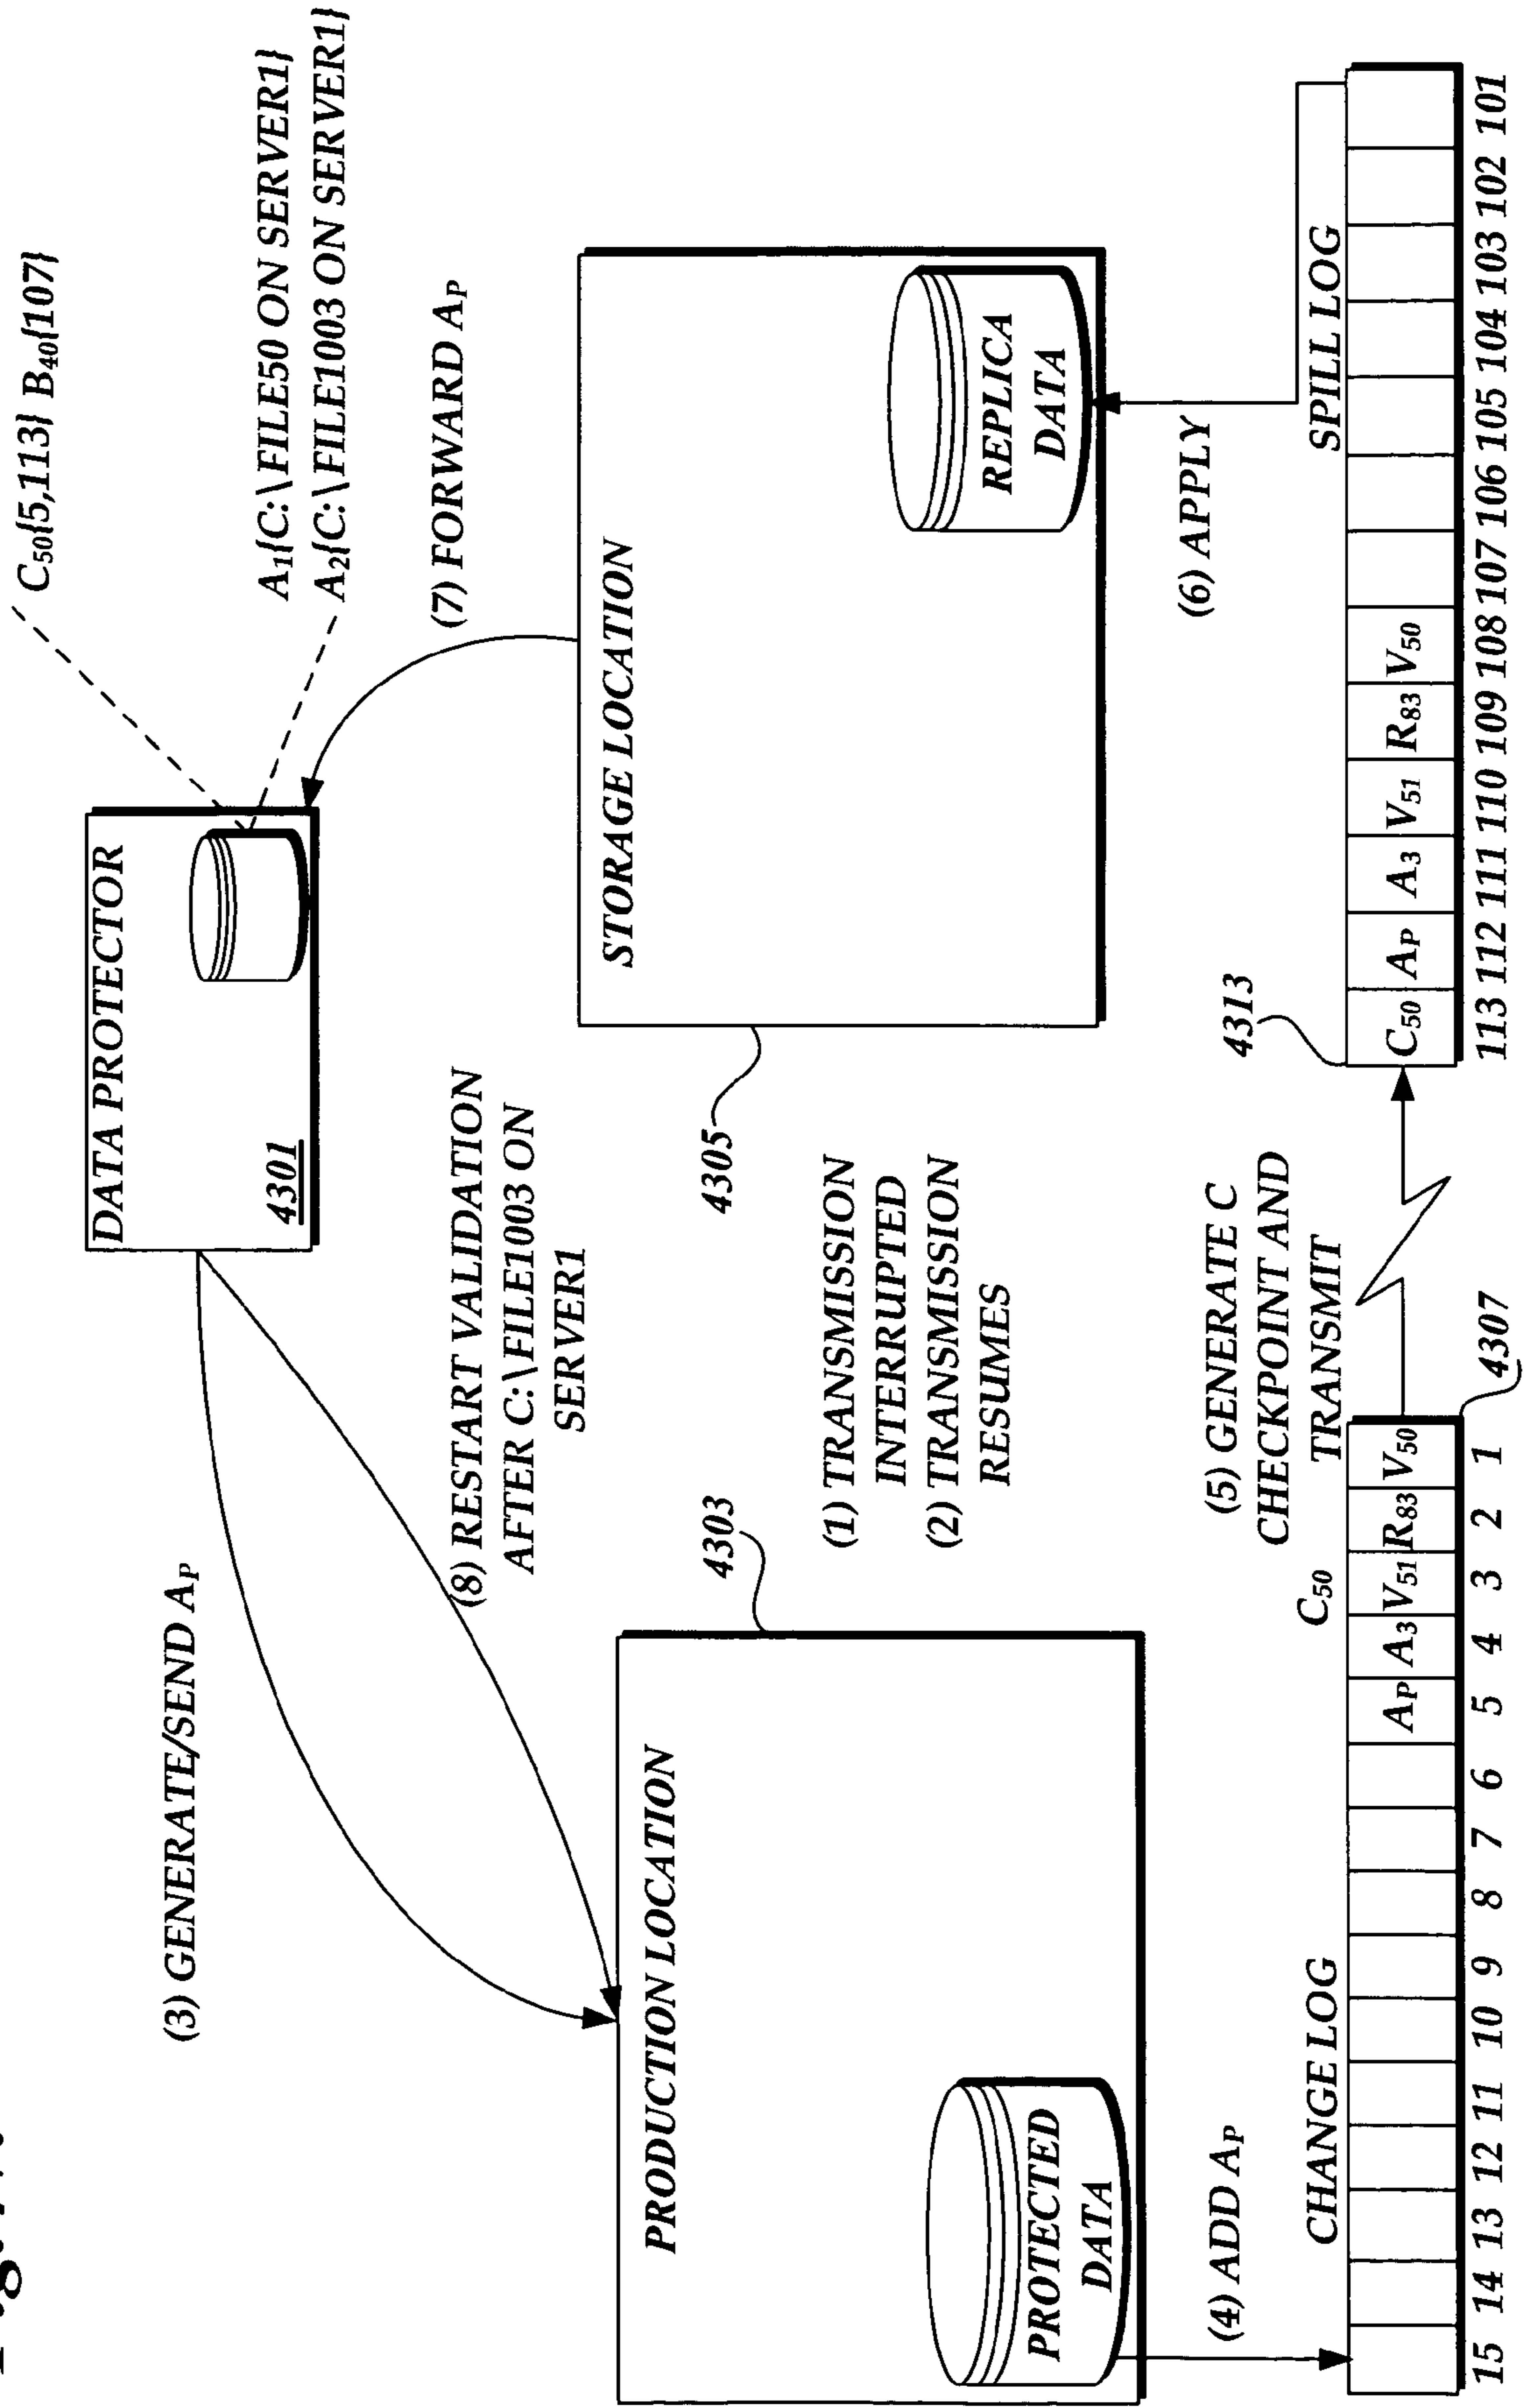 C50{5,113} B40{107}
A1{C:\FILE50 ON SERVER1}
A2{C:\FILE1003 ON SERVER1}
DATA PROTECTOR
4301
(3) GENERATE/SEND AP
(7) FORWARD AP
(8) RESTART VALIDATION
AFTER C:\FILE1003 ON
SERVER1
4303
PRODUCTION LOCATION
PROTECTED
DATA
(1) TRANSMISSION
INTERRUPTED
(2) TRANSMISSION
RESUMES
4305
STORAGE LOCATION
REPLICA
DATA
(4) ADD AP
(5) GENERATE C
CHECKPOINT AND
TRANSMIT
(6) APPLY
CHANGE LOG
C50
AP A3 V51 R83 V50
15 14 13 12 11 10 9 8 7 6 5 4 3 2 1
4307
4313
SPILL LOG
C50 AP A3 V51 R83 V50
113 112 111 110 109 108 107 106 105 104 103 102 101